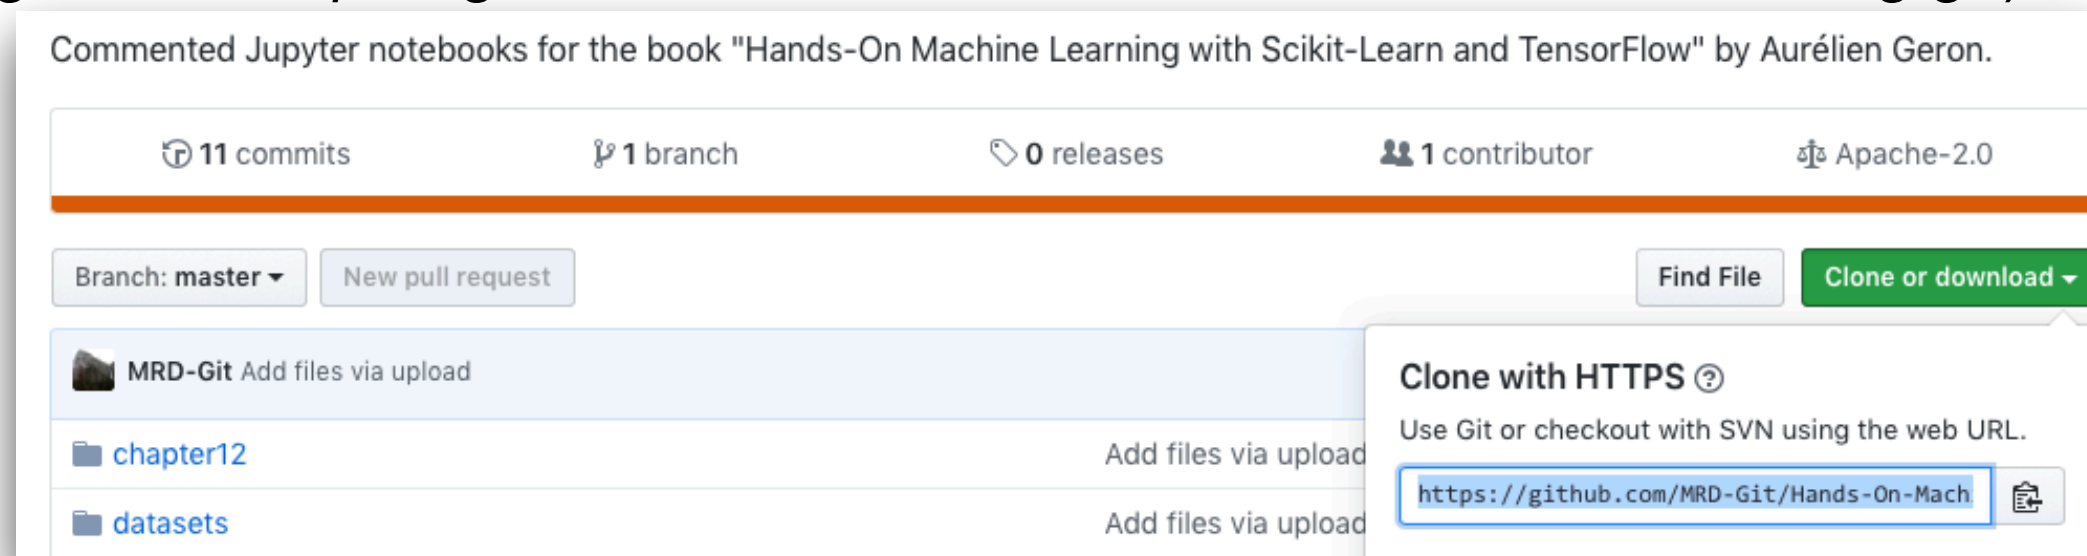 Commented Jupyter notebooks for the book "Hands-On Machine Learning with Scikit-Learn and TensorFlow" by Aurélien Geron.
11 commits 1 branch 0 releases 1 contributor Apache-2.0
Branch: master New pull request Find File Clone or download
MRD-Git Add files via upload
Clone with HTTPS
Use Git or checkout with SVN using the web URL.
chapter12 Add files via upload
https://github.com/MRD-Git/Hands-On-Mach
datasets Add files via upload